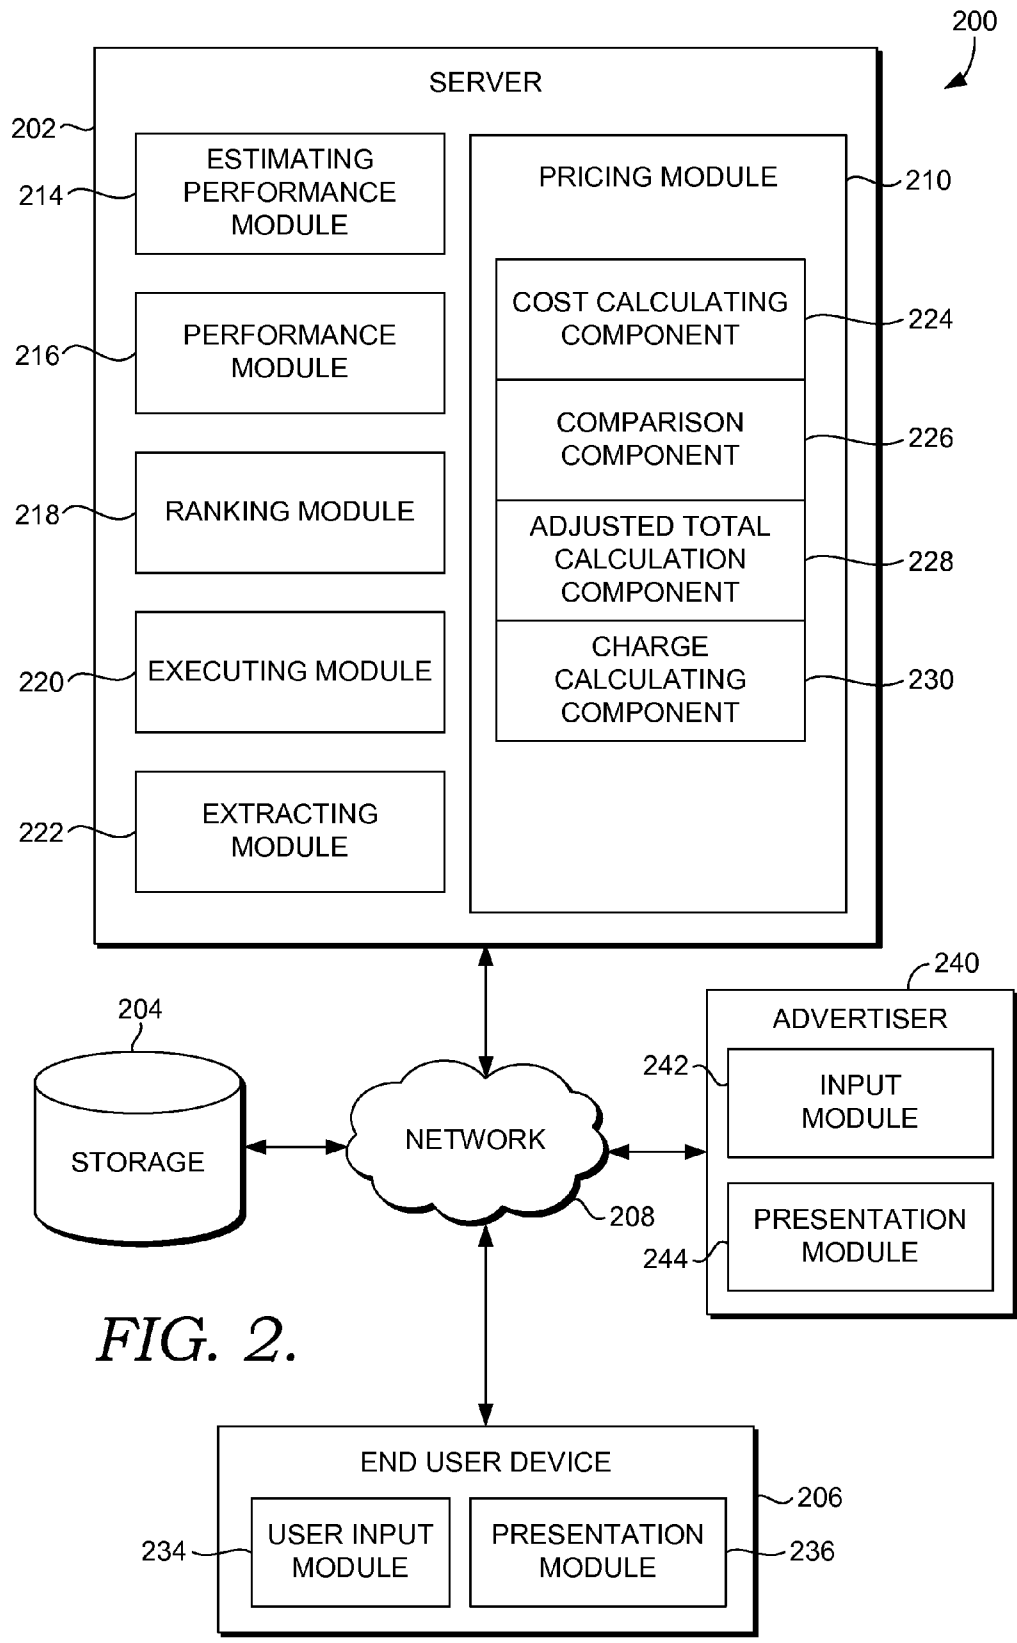 200
SERVER
202
ESTIMATING
PERFORMANCE
MODULE
214
PRICING MODULE
210
PERFORMANCE
MODULE
216
COST CALCULATING
COMPONENT
224
COMPARISON
COMPONENT
226
RANKING MODULE
218
ADJUSTED TOTAL
CALCULATION
COMPONENT
228
EXECUTING MODULE
220
CHARGE
CALCULATING
COMPONENT
230
EXTRACTING
MODULE
222
240
ADVERTISER
204
STORAGE
NETWORK
208
242
INPUT
MODULE
PRESENTATION
MODULE
244
FIG. 2.
END USER DEVICE
206
USER INPUT
MODULE
234
PRESENTATION
MODULE
236